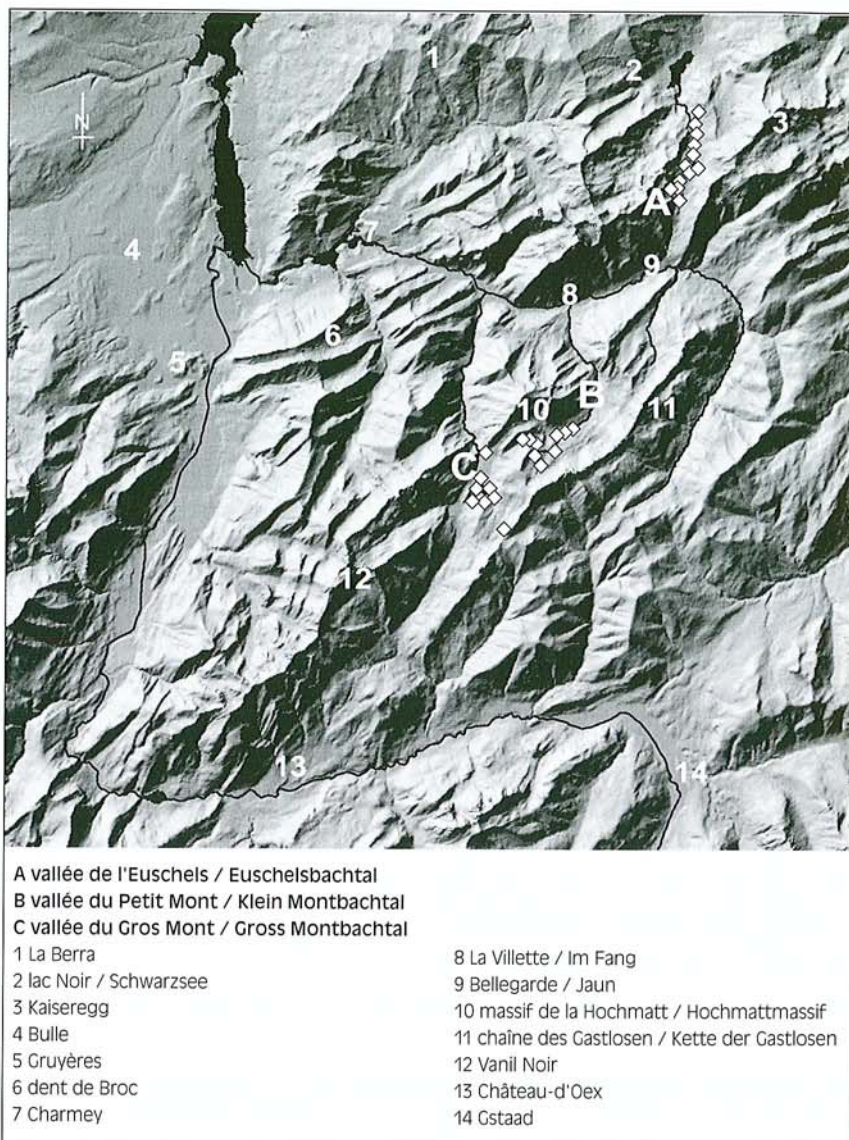 1
2
3
N
4
A
7
9
8
6
5
B
10
11
C
12
13
14
A vallée de l'Euschels / Euschelsbachtal
B vallée du Petit Mont / Klein Montbachtal
C vallée du Gros Mont / Gross Montbachtal
1 La Berra
2 lac Noir / Schwarzsee
3 Kaiseregg
4 Bulle
5 Gruyères
6 dent de Broc
7 Charmey
8 La Villette / Im Fang
9 Bellegarde / Jaun
10 massif de la Hochmatt / Hochmattmassif
11 chaîne des Gastlosen / Kette der Gastlosen
12 Vanil Noir
13 Château-d'Oex
14 Gstaad